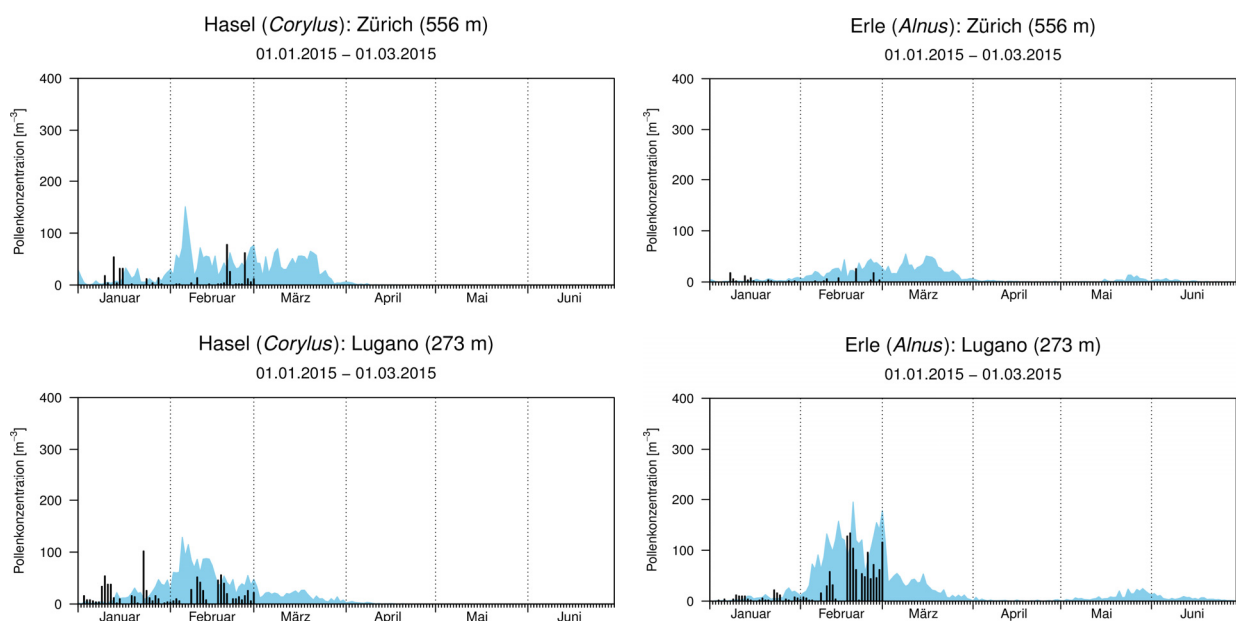 Hasel (Corylus): Zürich (556 m)
01.01.2015 – 01.03.2015
Pollenkonzentration [m⁻³]
400
300
200
100
0
Januar Februar März April Mai Juni
Erle (Alnus): Zürich (556 m)
01.01.2015 – 01.03.2015
Pollenkonzentration [m⁻³]
400
300
200
100
0
Januar Februar März April Mai Juni
Hasel (Corylus): Lugano (273 m)
01.01.2015 – 01.03.2015
Pollenkonzentration [m⁻³]
400
300
200
100
0
Januar Februar März April Mai Juni
Erle (Alnus): Lugano (273 m)
01.01.2015 – 01.03.2015
Pollenkonzentration [m⁻³]
400
300
200
100
0
Januar Februar März April Mai Juni